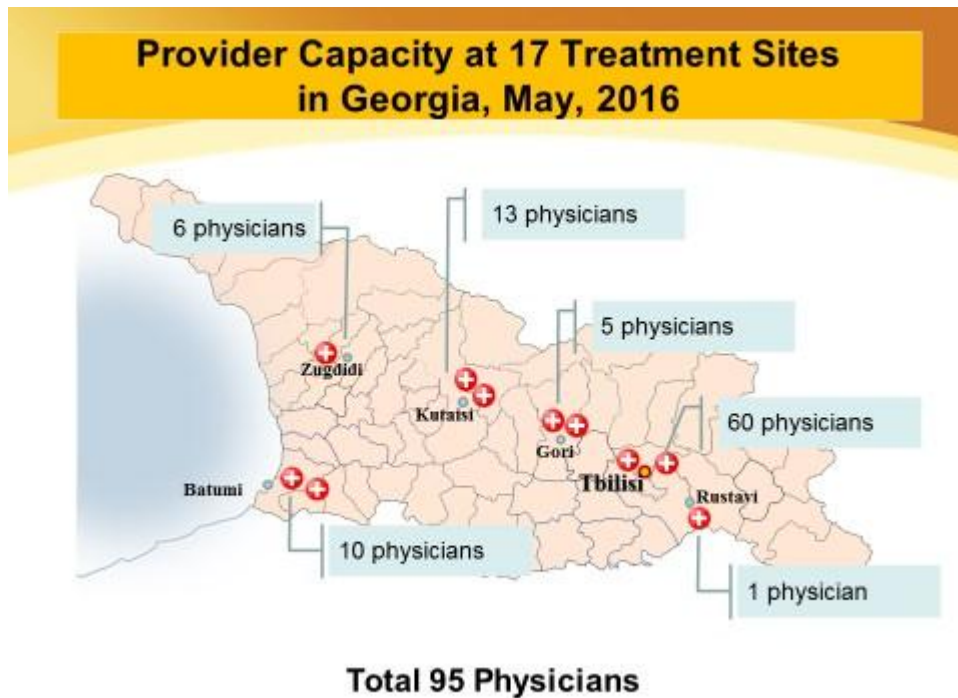 Provider Capacity at 17 Treatment Sites
in Georgia, May, 2016
13 physicians
6 physicians
5 physicians
Zugdidi
Kutaisi
60 physicians
Gori
Tbilisi
Batumi
Rustavi
10 physicians
1 physician
Total 95 Physicians